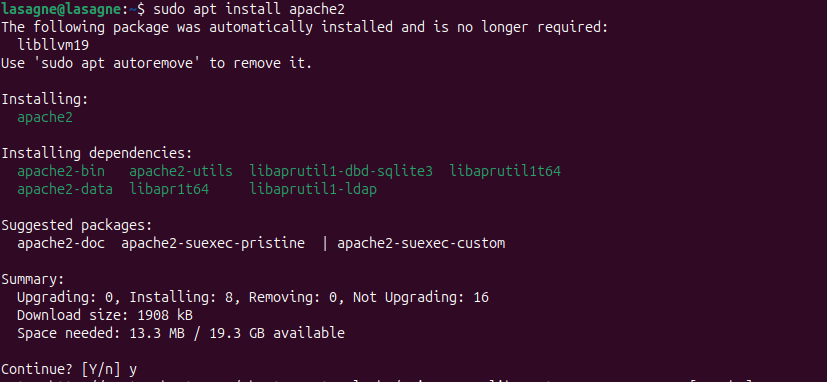 lasagne@lasagne:~$ sudo apt install apache2
The following package was automatically installed and is no longer required:
  libllvm19
Use 'sudo apt autoremove' to remove it.

Installing:
  apache2

Installing dependencies:
  apache2-bin   apache2-utils  libaprutil1-dbd-sqlite3  libaprutil1t64
  apache2-data  libapr1t64     libaprutil1-ldap

Suggested packages:
  apache2-doc  apache2-suexec-pristine  | apache2-suexec-custom

Summary:
  Upgrading: 0, Installing: 8, Removing: 0, Not Upgrading: 16
  Download size: 1908 kB
  Space needed: 13.3 MB / 19.3 GB available

Continue? [Y/n] y